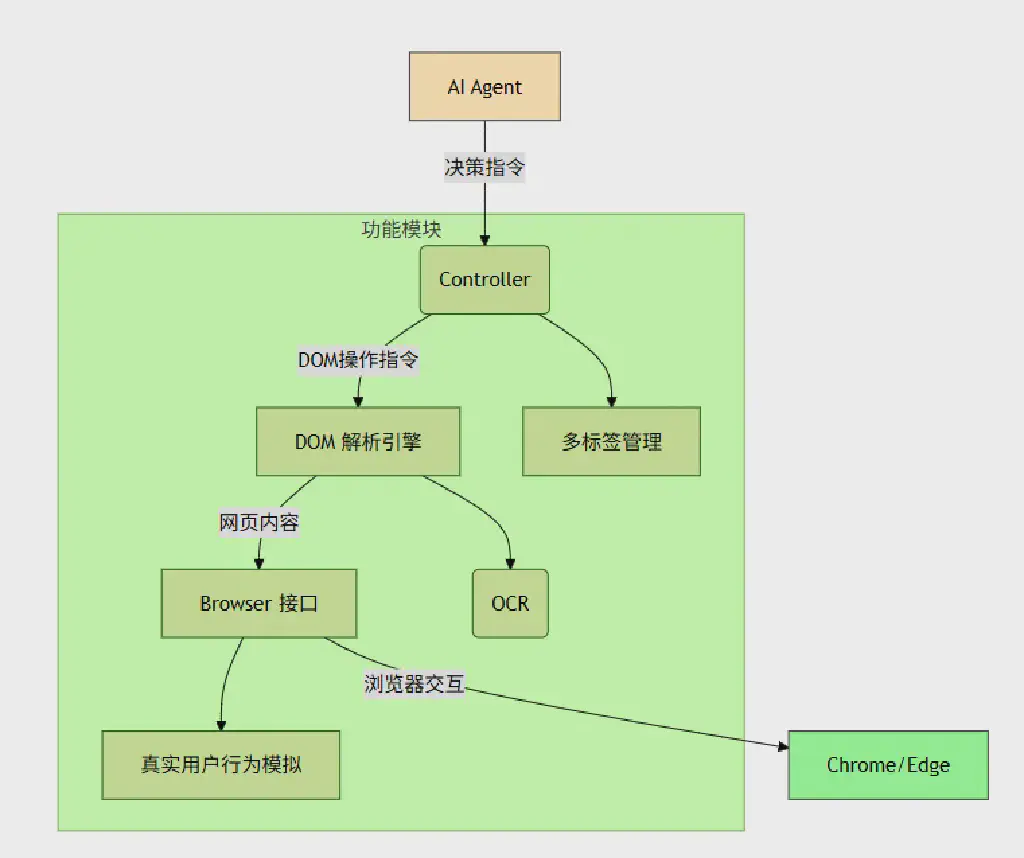 AI Agent
决策指令
功能模块
Controller
DOM操作指令
DOM 解析引擎
多标签管理
网页内容
Browser 接口
OCR
浏览器交互
真实用户行为模拟
Chrome/Edge